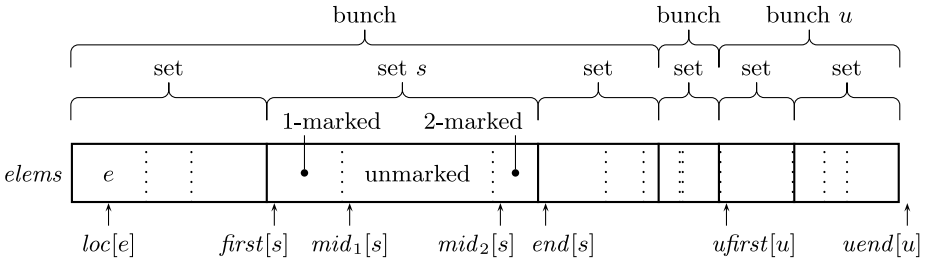 bunch bunch bunch u
set set s set set set set
1-marked 2-marked
elems e unmarked
loc[e] first[s] mid₁[s] mid₂[s] end[s] ufirst[u] uend[u]